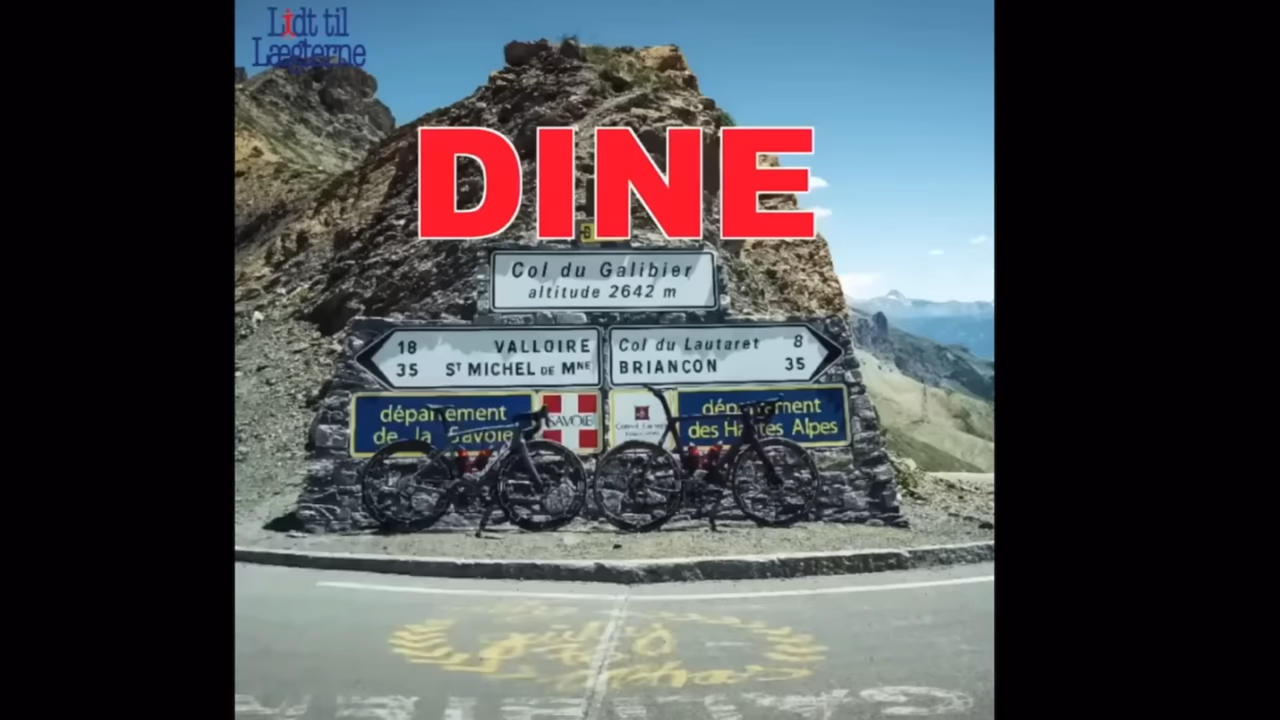 Lidt til
Lægterne
DINE
Col du Galibier
altitude 2642 m
18 VALLOIRE
35 ST MICHEL DE MNE
Col du Lautaret 8
BRIANÇON 35
département
de la Savoie
SAVOIE
département
des Hautes Alpes